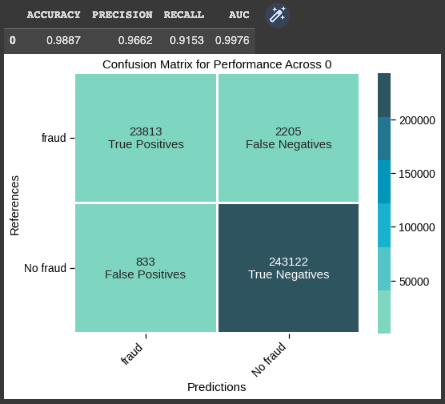 ACCURACY PRECISION RECALL AUC
0 0.9887 0.9662 0.9153 0.9976
Confusion Matrix for Performance Across 0
References
fraud
23813
True Positives
2205
False Negatives
No fraud
833
False Positives
243122
True Negatives
200000
150000
100000
50000
fraud
No fraud
Predictions